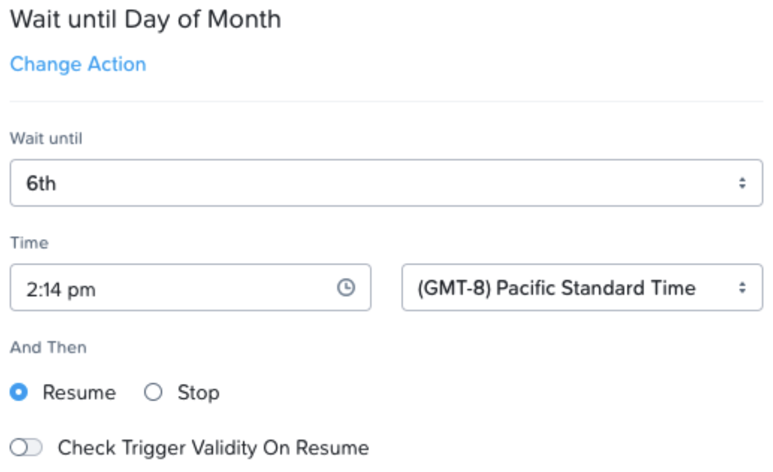 Wait until Day of Month
Change Action
Wait until
6th
Time
2:14 pm
(GMT-8) Pacific Standard Time
And Then
Resume
Stop
Check Trigger Validity On Resume